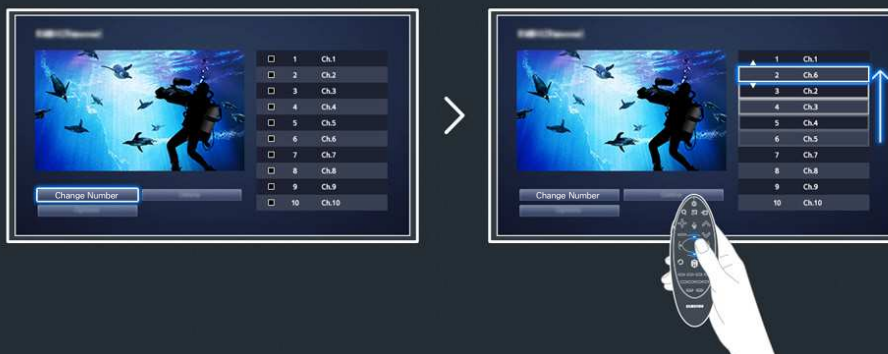 1 Ch.1
2 Ch.2
3 Ch.3
4 Ch.4
5 Ch.5
6 Ch.6
7 Ch.7
8 Ch.8
9 Ch.9
10 Ch.10
Change Number
1 Ch.1
2 Ch.6
3 Ch.2
4 Ch.3
5 Ch.4
6 Ch.5
7 Ch.7
8 Ch.8
9 Ch.9
10 Ch.10
Change Number
SAMSUNG